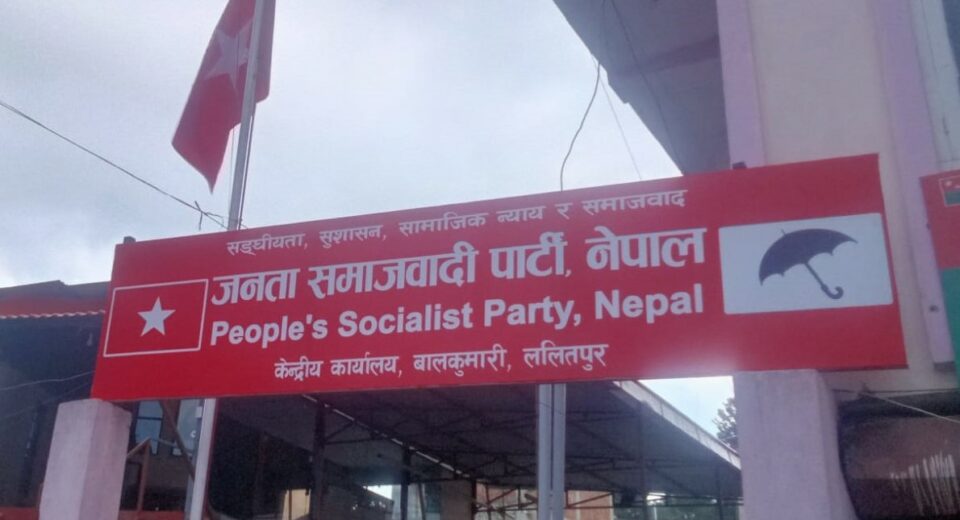 सङ्घीयता, सुशासन, सामाजिक न्याय र समाजवाद
जनता समाजवादी पार्टी, नेपाल
People's Socialist Party, Nepal
केन्द्रीय कार्यालय, बालकुमारी, ललितपुर